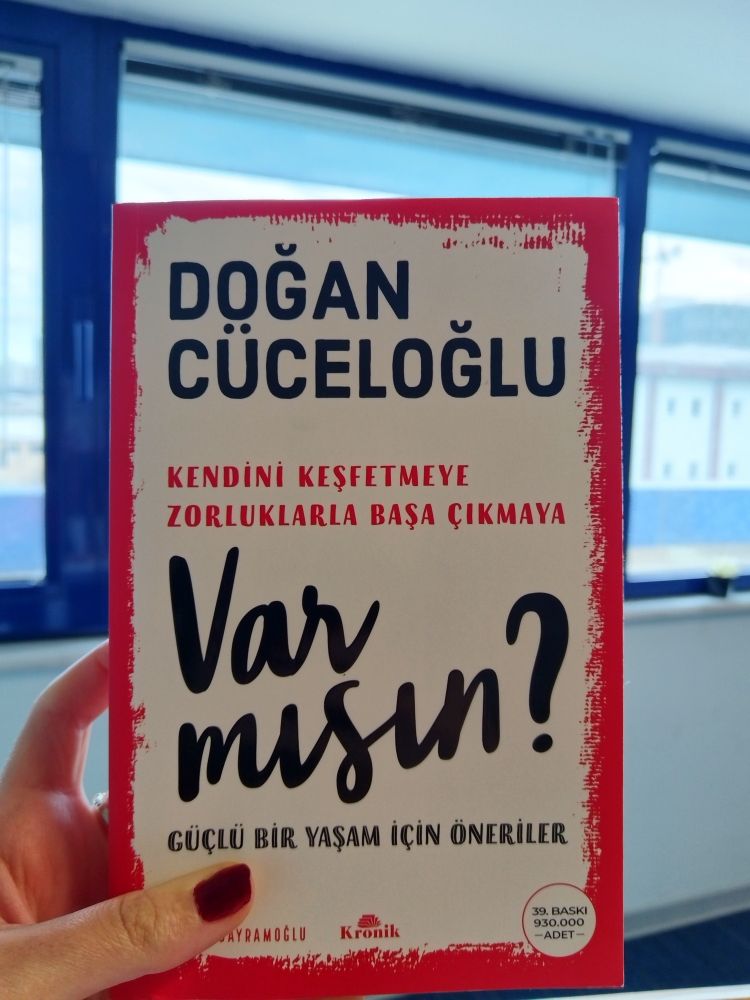 DOĞAN
CÜCELOĞLU
KENDİNİ KEŞFETMEYE
ZORLUKLARLA BAŞA ÇIKMAYA
Var
mısın?
GÜÇLÜ BİR YAŞAM İÇİN ÖNERİLER
Kronik
39. BASKI
930.000
—ADET—